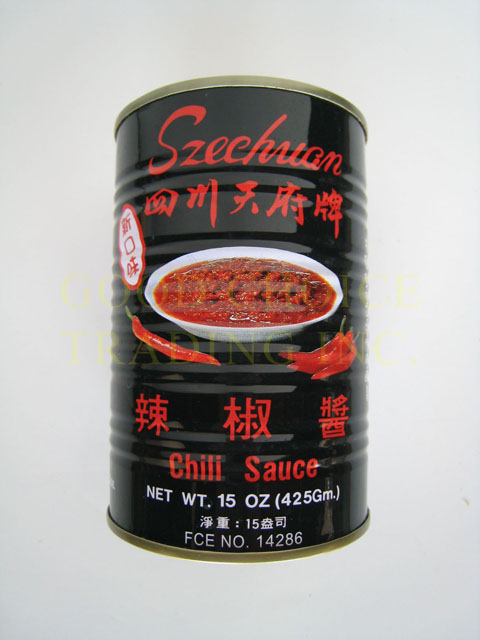 Szechuan
四川天府牌
新口味
GOOD CHOICE
TRADING INC.
辣椒醬
Chili Sauce
NET WT. 15 OZ (425Gm.)
淨重：15盎司
FCE NO. 14286